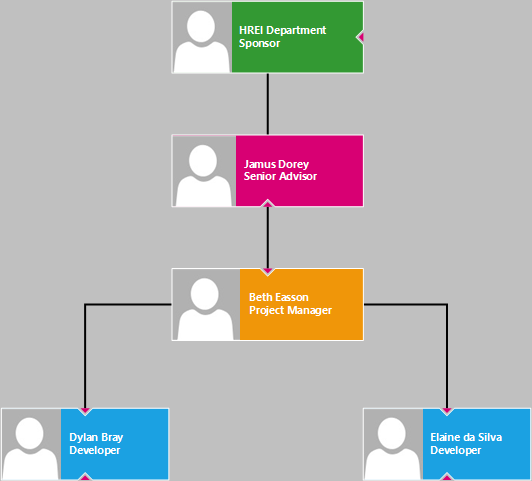 HREI Department
Sponsor
Jamus Dorey
Senior Advisor
Beth Easson
Project Manager
Dylan Bray
Developer
Elaine da Silva
Developer